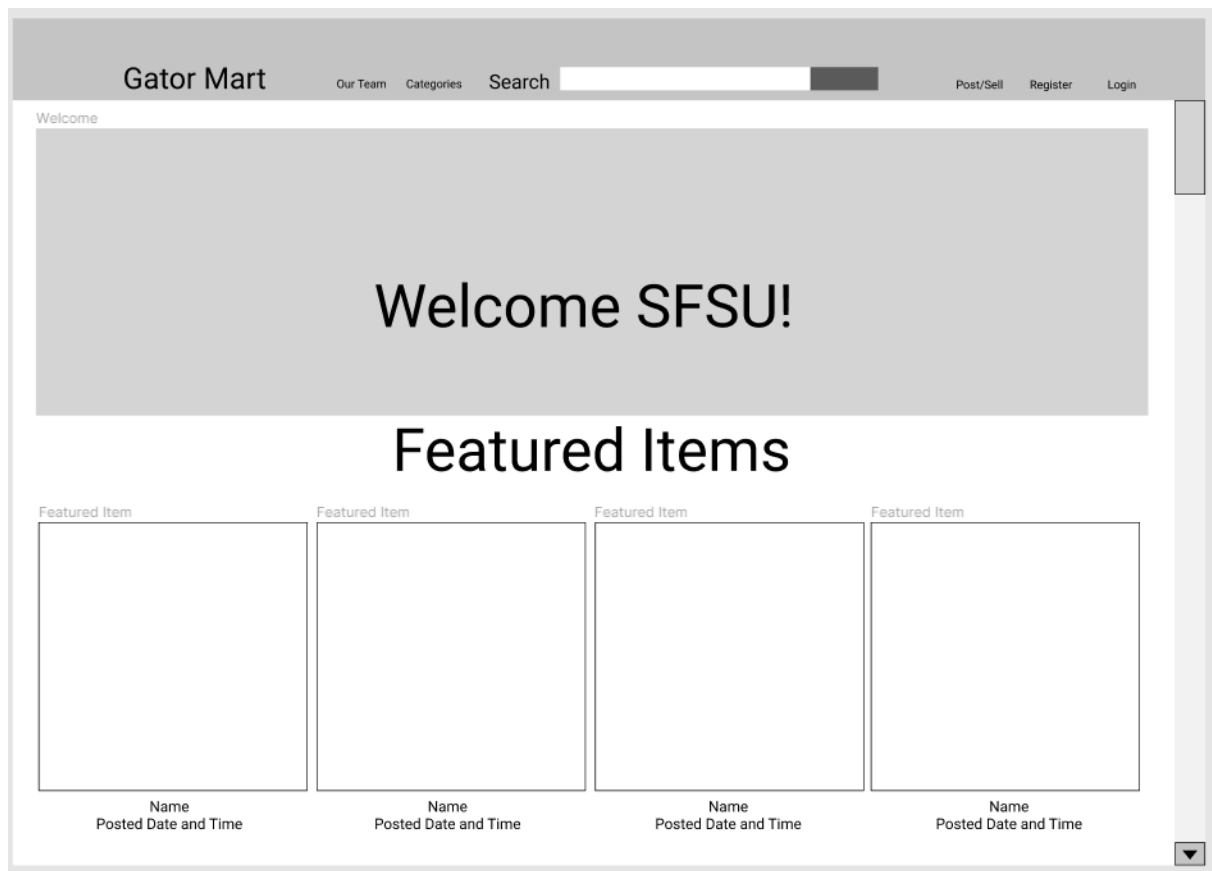 Gator Mart Our Team Categories Search Post/Sell Register Login
Welcome
Welcome SFSU!
Featured Items
Featured Item Featured Item Featured Item Featured Item
Name Name Name Name
Posted Date and Time Posted Date and Time Posted Date and Time Posted Date and Time